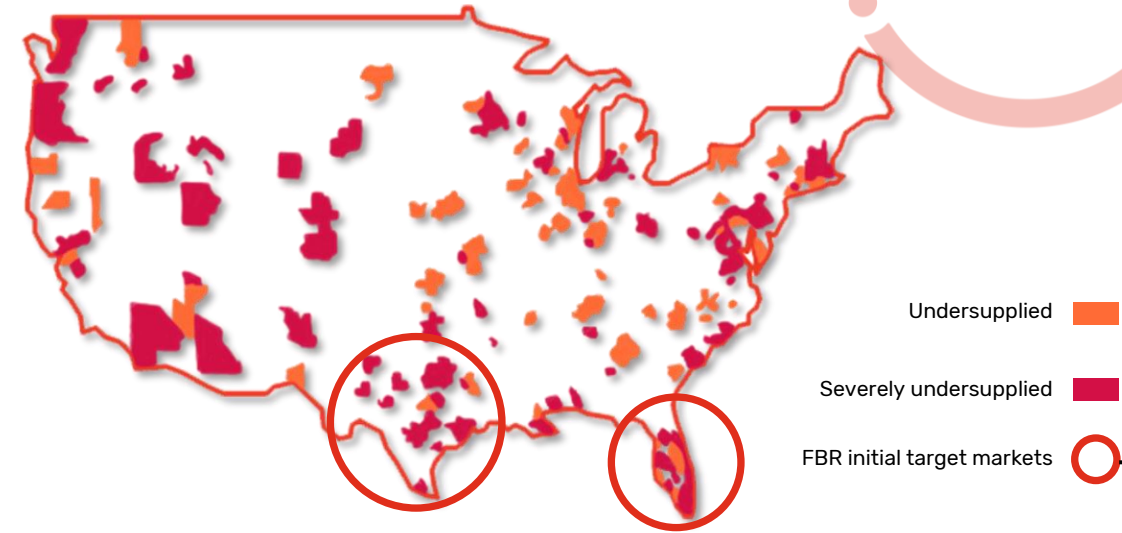 Undersupplied
Severely undersupplied
FBR initial target markets